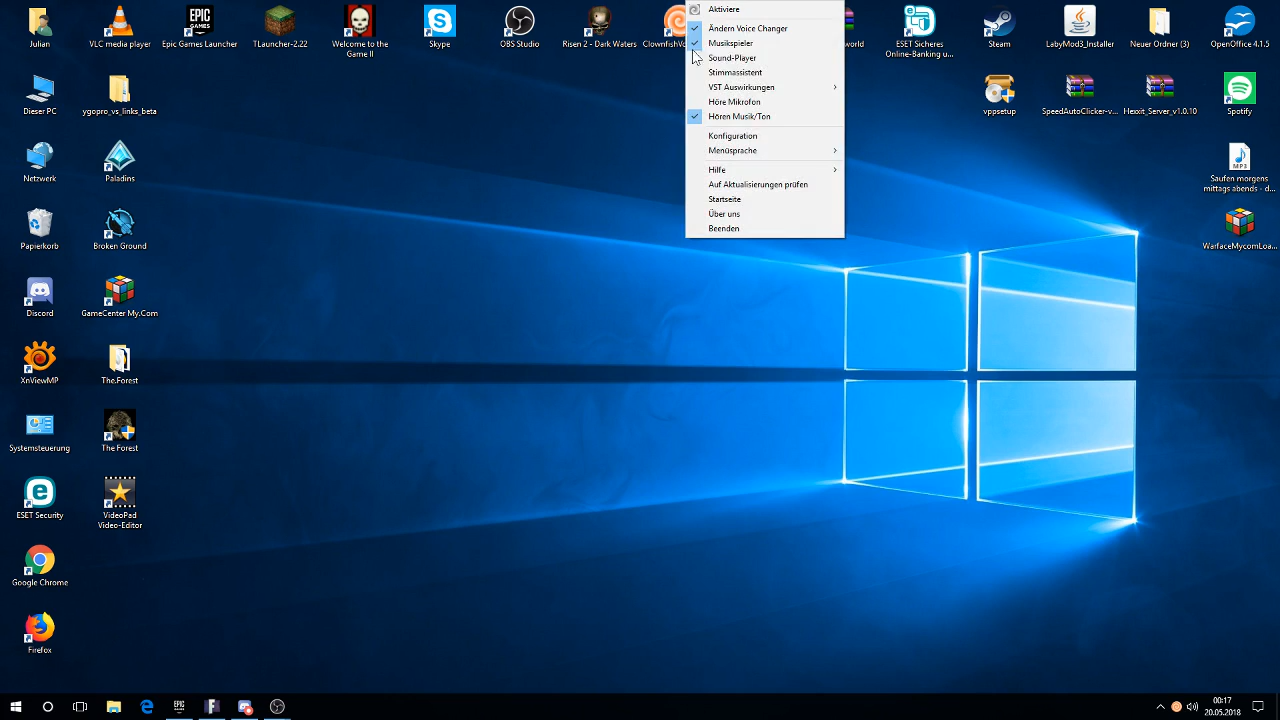 Julian
VLC media player
EPIC
GAMES
Epic Games Launcher
TLauncher-2.22
Welcome to the
Game II
Skype
OBS Studio
Risen 2 - Dark Waters
ESET Sicheres
Online-Banking u...
Steam
LabyMod3_Installer
Neuer Ordner (3)
OpenOffice 4.1.5
Aktiviere
Ändern Voice Changer
Musikspieler
Sound-Player
Stimmassistent
VST Auswirkungen
Höre Mikrofon
Hören Musik/Ton
Konfiguration
Menüsprache
Hilfe
Auf Aktualisierungen prüfen
Startseite
Über uns
Beenden
Dieser PC
ygopro_vs_links_beta
vppsetup
SpeedAutoClicker-v...
Hexxit_Server_v1.0.10
Spotify
Netzwerk
Paladins
MP3
Saufen morgens
mittags abends - d...
Papierkorb
Broken Ground
WarfaceMycomLoa...
Discord
GameCenter My.Com
XnViewMP
The.Forest
Systemsteuerung
The Forest
ESET Security
VideoPad
Video-Editor
Google Chrome
Firefox
EPIC
00:17
20.05.2018